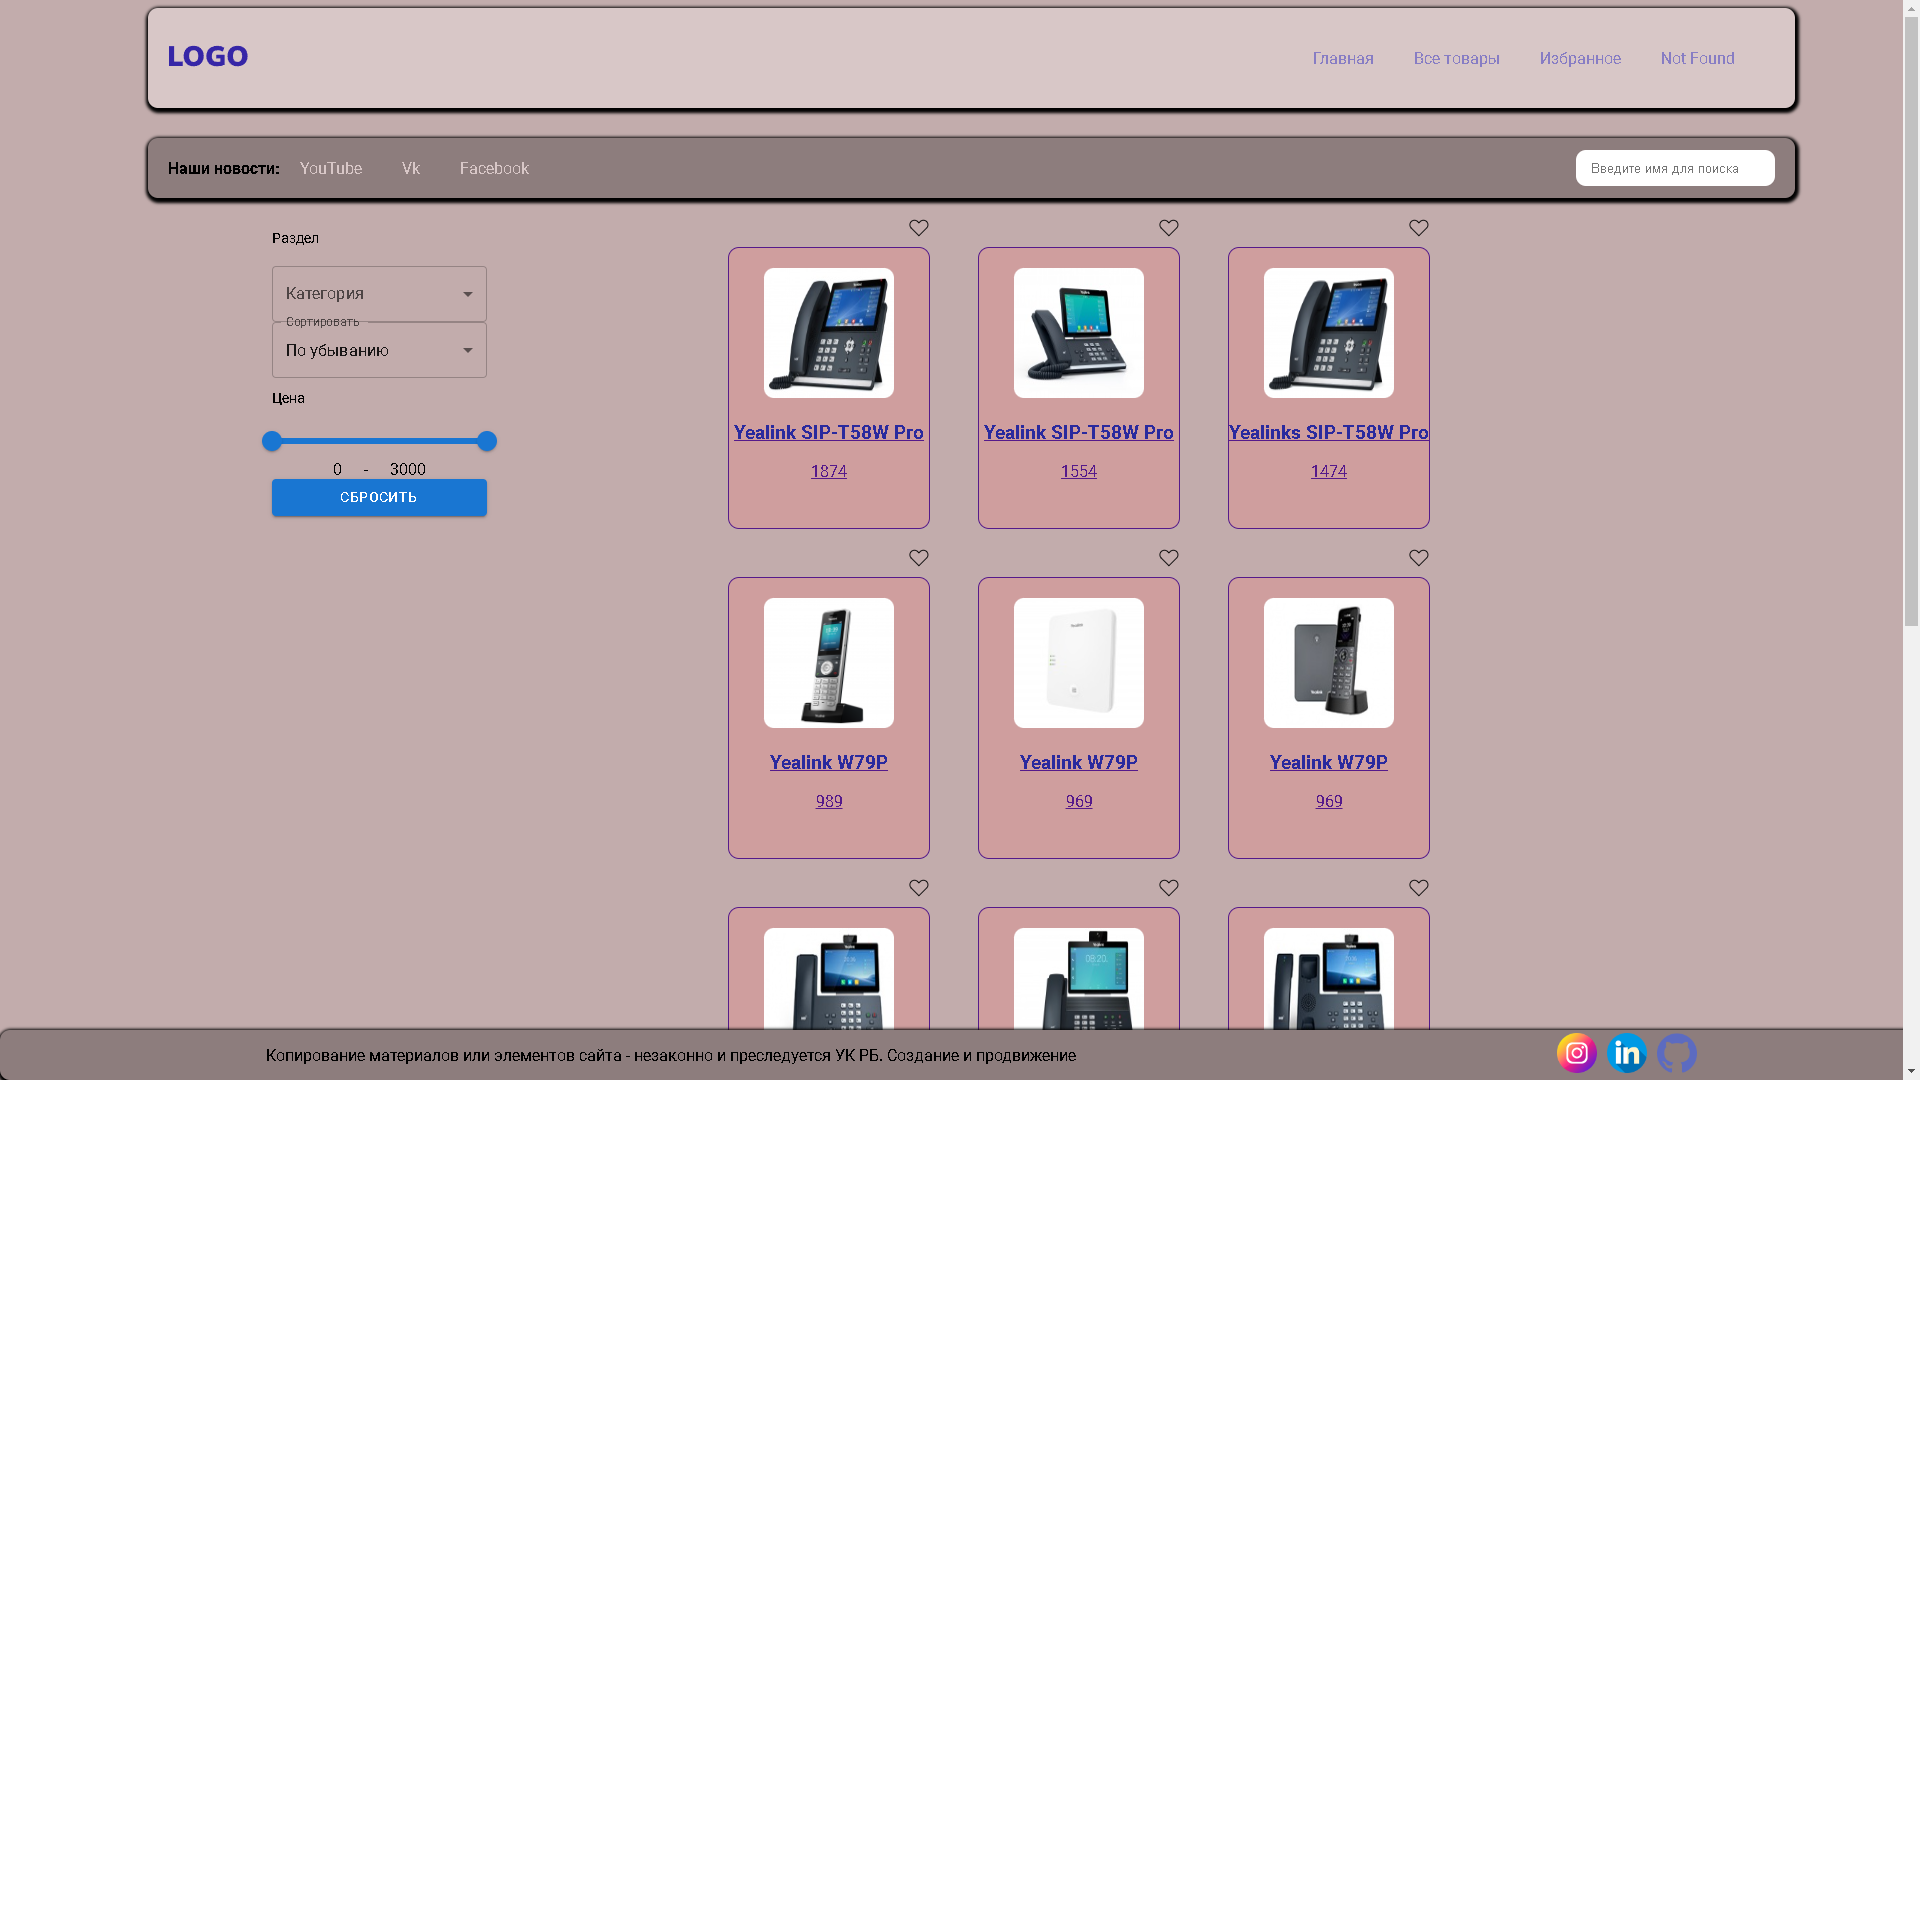 LOGO
Главная Все товары Избранное Not Found
Наши новости: YouTube Vk Facebook
Введите имя для поиска
Раздел
Категория
Сортировать
По убыванию
Цена
0 - 3000
СБРОСИТЬ
Yealink SIP-T58W Pro
1874
Yealink SIP-T58W Pro
1554
Yealinks SIP-T58W Pro
1474
Yealink W79P
989
Yealink W79P
969
Yealink W79P
969
Копирование материалов или элементов сайта - незаконно и преследуется УК РБ. Создание и продвижение
in